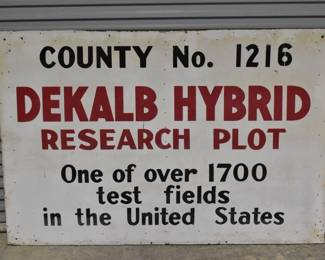 COUNTY No. 1216
DEKALB HYBRID
RESEARCH PLOT
One of over 1700
test fields
in the United States